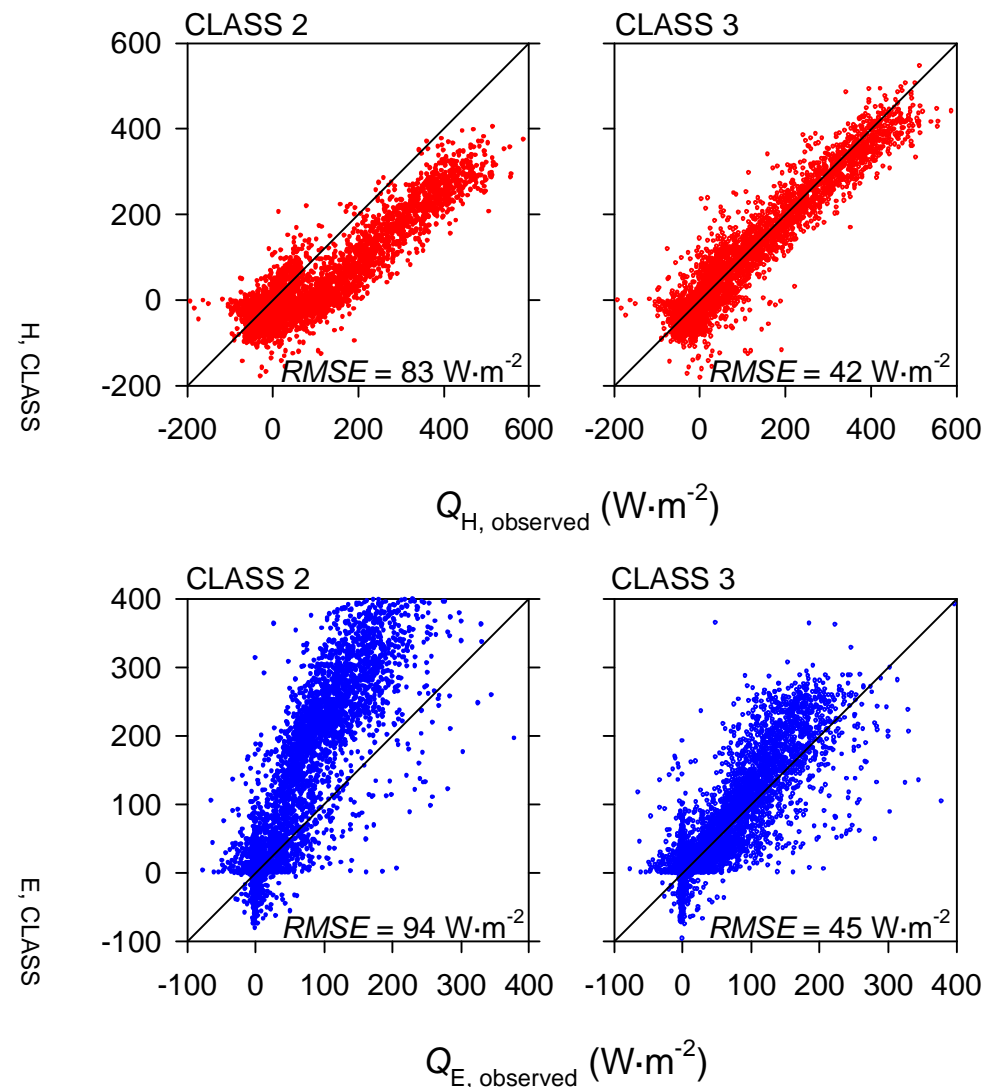 CLASS 2 CLASS 3
600
400
200
0
-200
RMSE = 83 W·m-2 RMSE = 42 W·m-2
-200 0 200 400 600 -200 0 200 400 600
H, CLASS
QH, observed (W·m-2)
CLASS 2 CLASS 3
400
300
200
100
0
-100
RMSE = 94 W·m-2 RMSE = 45 W·m-2
-100 0 100 200 300 400 -100 0 100 200 300 400
E, CLASS
QE, observed (W·m-2)